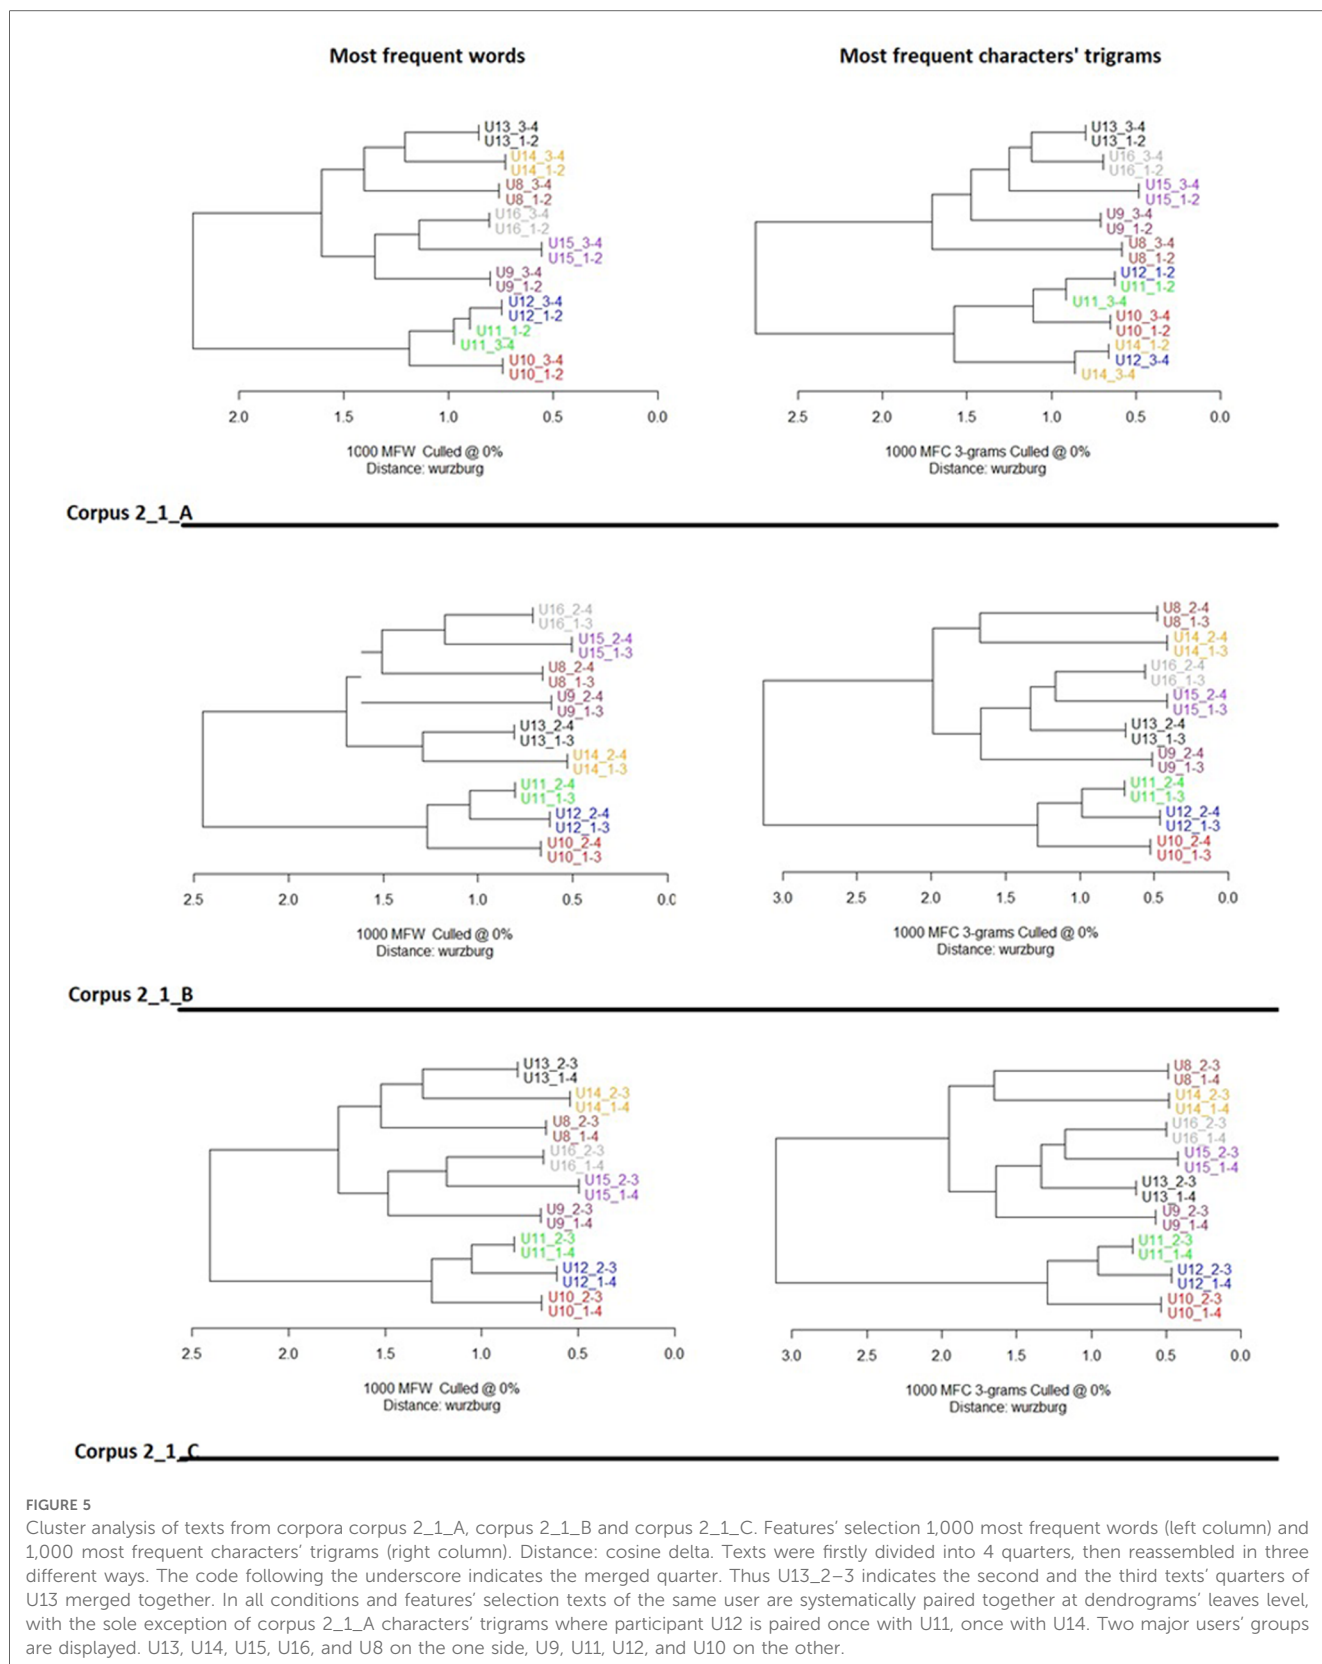 Most frequent words
Most frequent characters' trigrams
U13_3-4
U13_1-2
U14_3-4
U14_1-2
U8_3-4
U8_1-2
U16_3-4
U16_1-2
U15_3-4
U15_1-2
U9_3-4
U9_1-2
U12_3-4
U12_1-2
U11_1-2
U11_3-4
U10_3-4
U10_1-2
2.0 1.5 1.0 0.5 0.0
1000 MFW Culled @ 0%
Distance: wurzburg
U13_3-4
U13_1-2
U16_3-4
U16_1-2
U15_3-4
U15_1-2
U9_3-4
U9_1-2
U8_3-4
U8_1-2
U12_1-2
U11_1-2
U11_3-4
U10_3-4
U10_1-2
U14_1-2
U12_3-4
U14_3-4
2.5 2.0 1.5 1.0 0.5 0.0
1000 MFC 3-grams Culled @ 0%
Distance: wurzburg
Corpus 2_1_A
U16_2-4
U16_1-3
U15_2-4
U15_1-3
U8_2-4
U8_1-3
U9_2-4
U9_1-3
U13_2-4
U13_1-3
U14_2-4
U14_1-3
U11_2-4
U11_1-3
U12_2-4
U12_1-3
U10_2-4
U10_1-3
2.5 2.0 1.5 1.0 0.5 0.0
1000 MFW Culled @ 0%
Distance: wurzburg
U8_2-4
U8_1-3
U14_2-4
U14_1-3
U16_2-4
U16_1-3
U15_2-4
U15_1-3
U13_2-4
U13_1-3
U9_2-4
U9_1-3
U11_2-4
U11_1-3
U12_2-4
U12_1-3
U10_2-4
U10_1-3
3.0 2.5 2.0 1.5 1.0 0.5 0.0
1000 MFC 3-grams Culled @ 0%
Distance: wurzburg
Corpus 2_1_B
U13_2-3
U13_1-4
U14_2-3
U14_1-4
U8_2-3
U8_1-4
U16_2-3
U16_1-4
U15_2-3
U15_1-4
U9_2-3
U9_1-4
U11_2-3
U11_1-4
U12_2-3
U12_1-4
U10_2-3
U10_1-4
2.5 2.0 1.5 1.0 0.5 0.0
1000 MFW Culled @ 0%
Distance: wurzburg
U8_2-3
U8_1-4
U14_2-3
U14_1-4
U16_2-3
U16_1-4
U15_2-3
U15_1-4
U13_2-3
U13_1-4
U9_2-3
U9_1-4
U11_2-3
U11_1-4
U12_2-3
U12_1-4
U10_2-3
U10_1-4
3.0 2.5 2.0 1.5 1.0 0.5 0.0
1000 MFC 3-grams Culled @ 0%
Distance: wurzburg
Corpus 2_1_C
FIGURE 5
Cluster analysis of texts from corpora corpus 2_1_A, corpus 2_1_B and corpus 2_1_C. Features' selection 1,000 most frequent words (left column) and
1,000 most frequent characters' trigrams (right column). Distance: cosine delta. Texts were firstly divided into 4 quarters, then reassembled in three
different ways. The code following the underscore indicates the merged quarter. Thus U13_2–3 indicates the second and the third texts' quarters of
U13 merged together. In all conditions and features' selection texts of the same user are systematically paired together at dendrograms' leaves level,
with the sole exception of corpus 2_1_A characters' trigrams where participant U12 is paired once with U11, once with U14. Two major users' groups
are displayed. U13, U14, U15, U16, and U8 on the one side, U9, U11, U12, and U10 on the other.